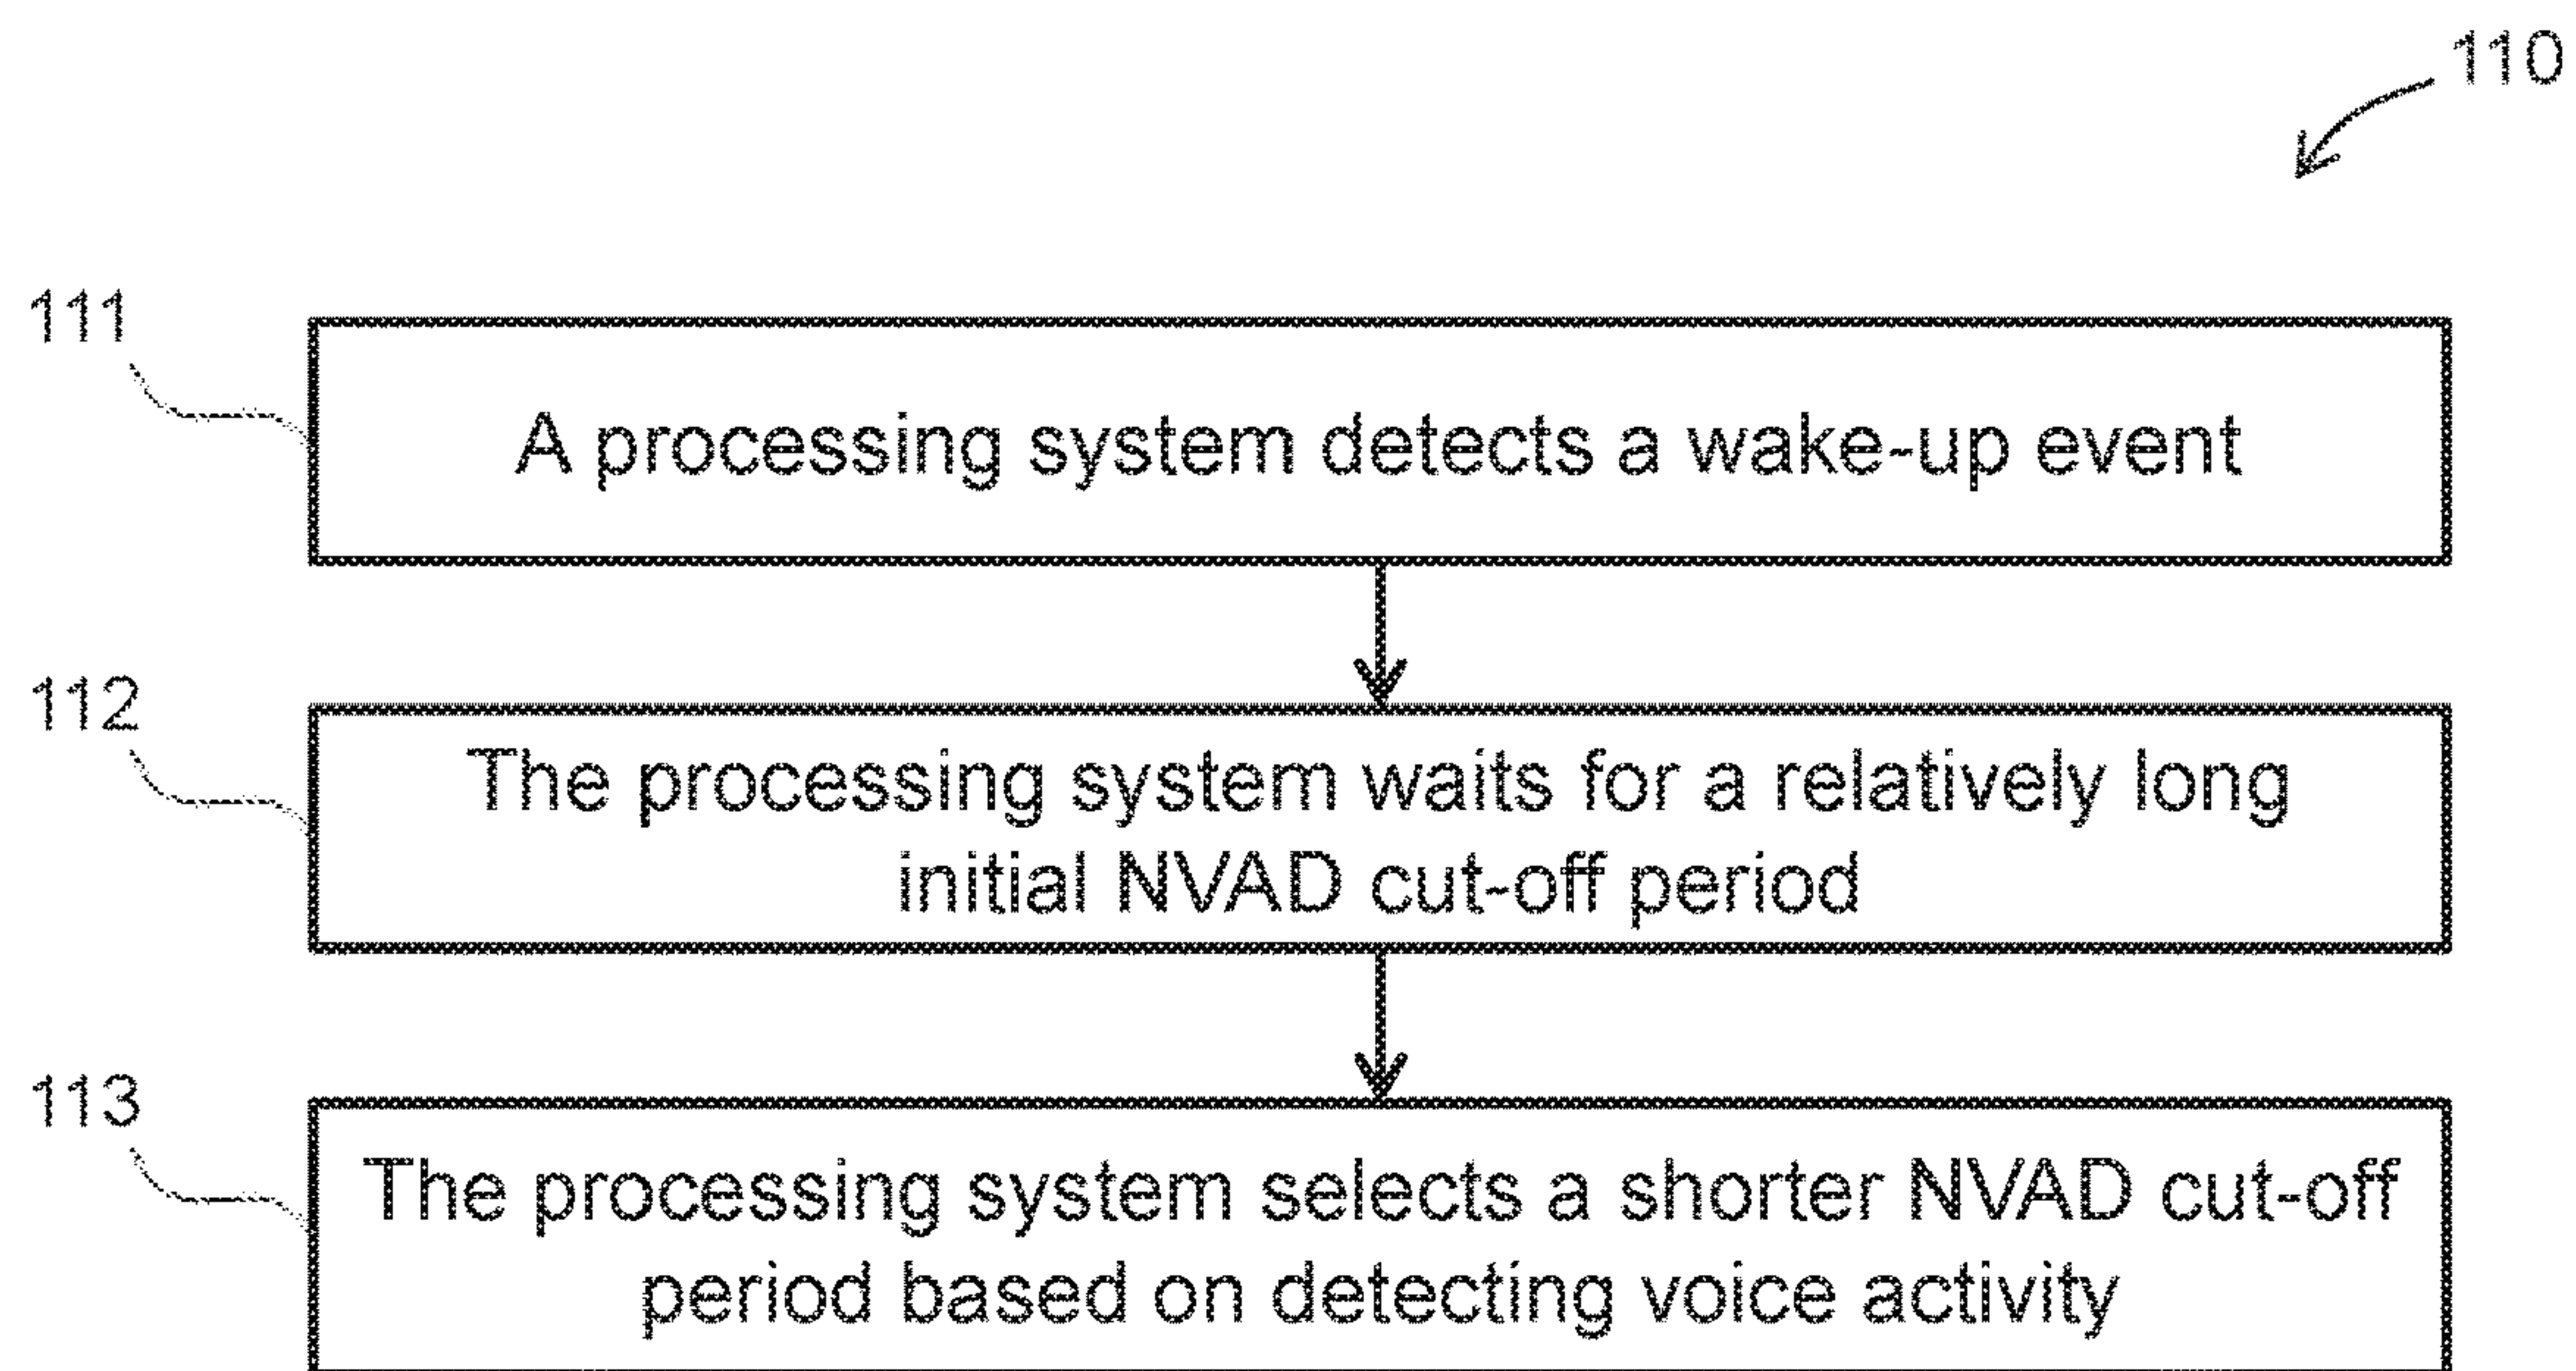 110
111
A processing system detects a wake-up event
112
The processing system waits for a relatively long
initial NVAD cut-off period
113
The processing system selects a shorter NVAD cut-off
period based on detecting voice activity